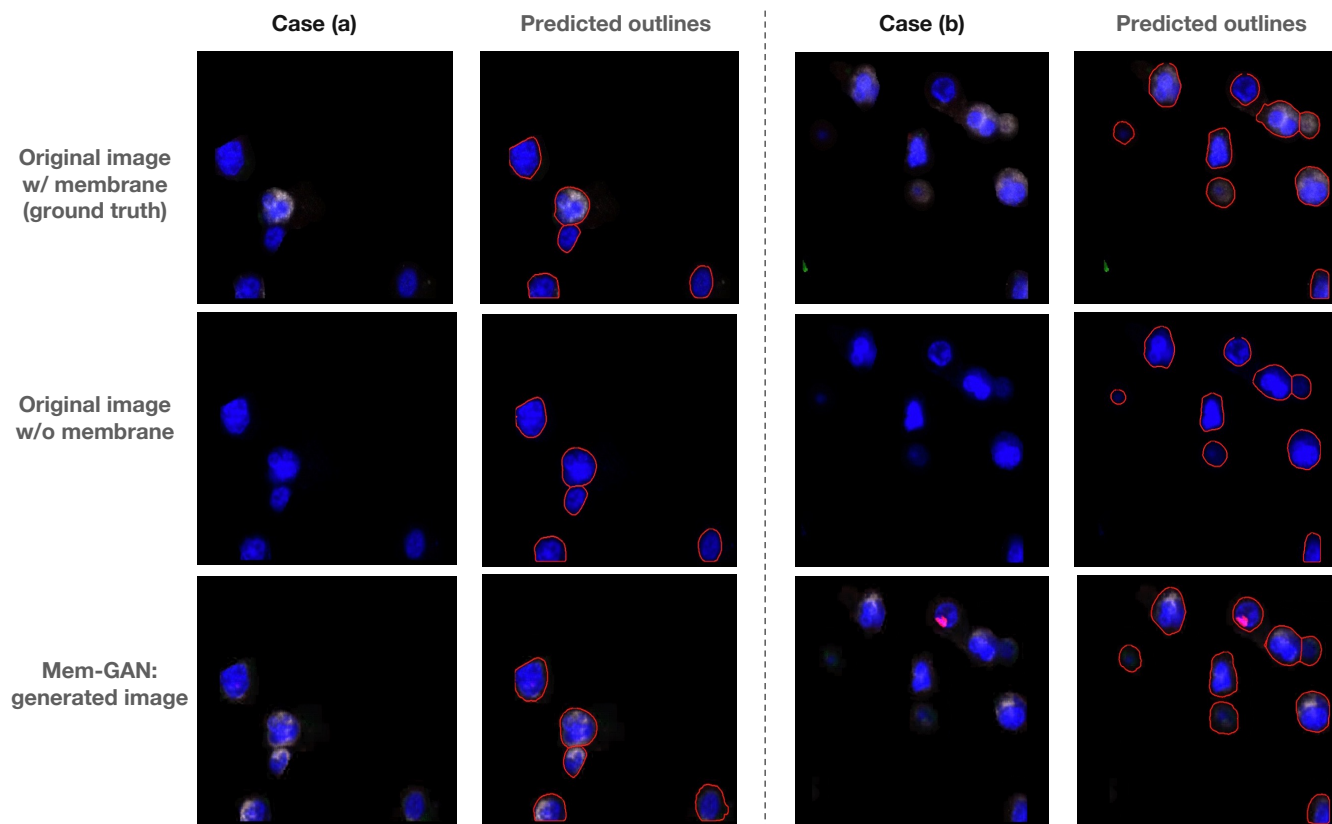 Case (a)
Predicted outlines
Case (b)
Predicted outlines
Original image
w/ membrane
(ground truth)
Original image
w/o membrane
Mem-GAN:
generated image